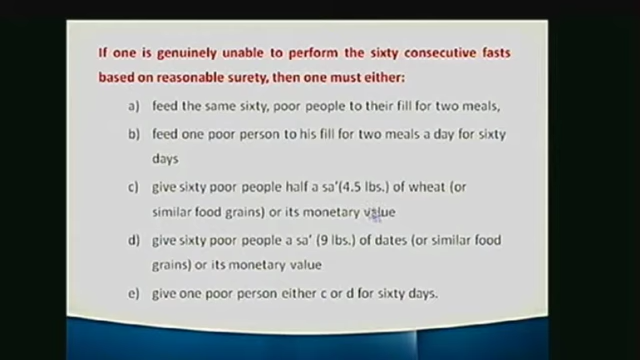 If one is genuinely unable to perform the sixty consecutive fasts
based on reasonable surety, then one must either:
a) feed the same sixty, poor people to their fill for two meals,
b) feed one poor person to his fill for two meals a day for sixty
days
c) give sixty poor people half a sa'(4.5 lbs.) of wheat (or
similar food grains) or its monetary value
d) give sixty poor people a sa' (9 lbs.) of dates (or similar food
grains) or its monetary value
e) give one poor person either c or d for sixty days.